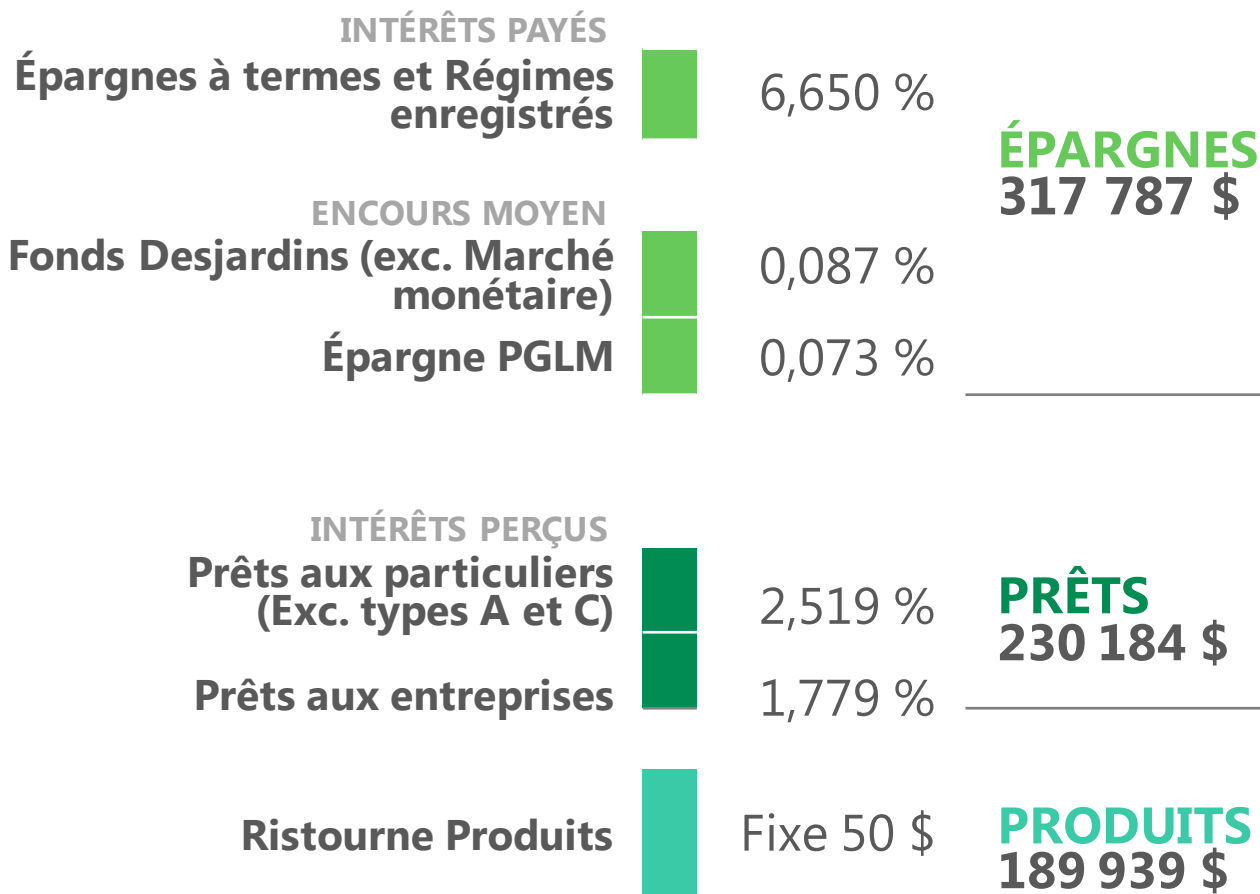 INTÉRÊTS PAYÉS
Épargnes à termes et Régimes
enregistrés
6,650 %
ÉPARGNES
317 787 $
ENCOURS MOYEN
Fonds Desjardins (exc. Marché
monétaire)
0,087 %
Épargne PGLM
0,073 %
INTÉRÊTS PERÇUS
Prêts aux particuliers
(Exc. types A et C)
2,519 %
PRÊTS
230 184 $
Prêts aux entreprises
1,779 %
Ristourne Produits
Fixe 50 $
PRODUITS
189 939 $